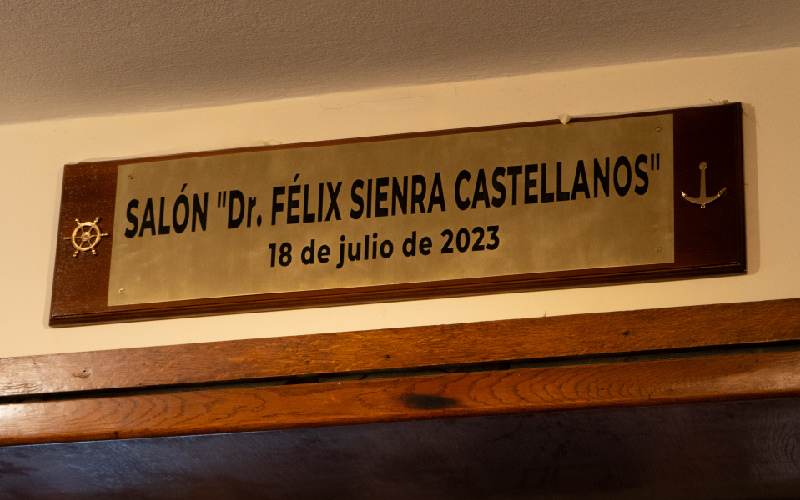 SALÓN "Dr. FÉLIX SIENRA CASTELLANOS"
18 de julio de 2023